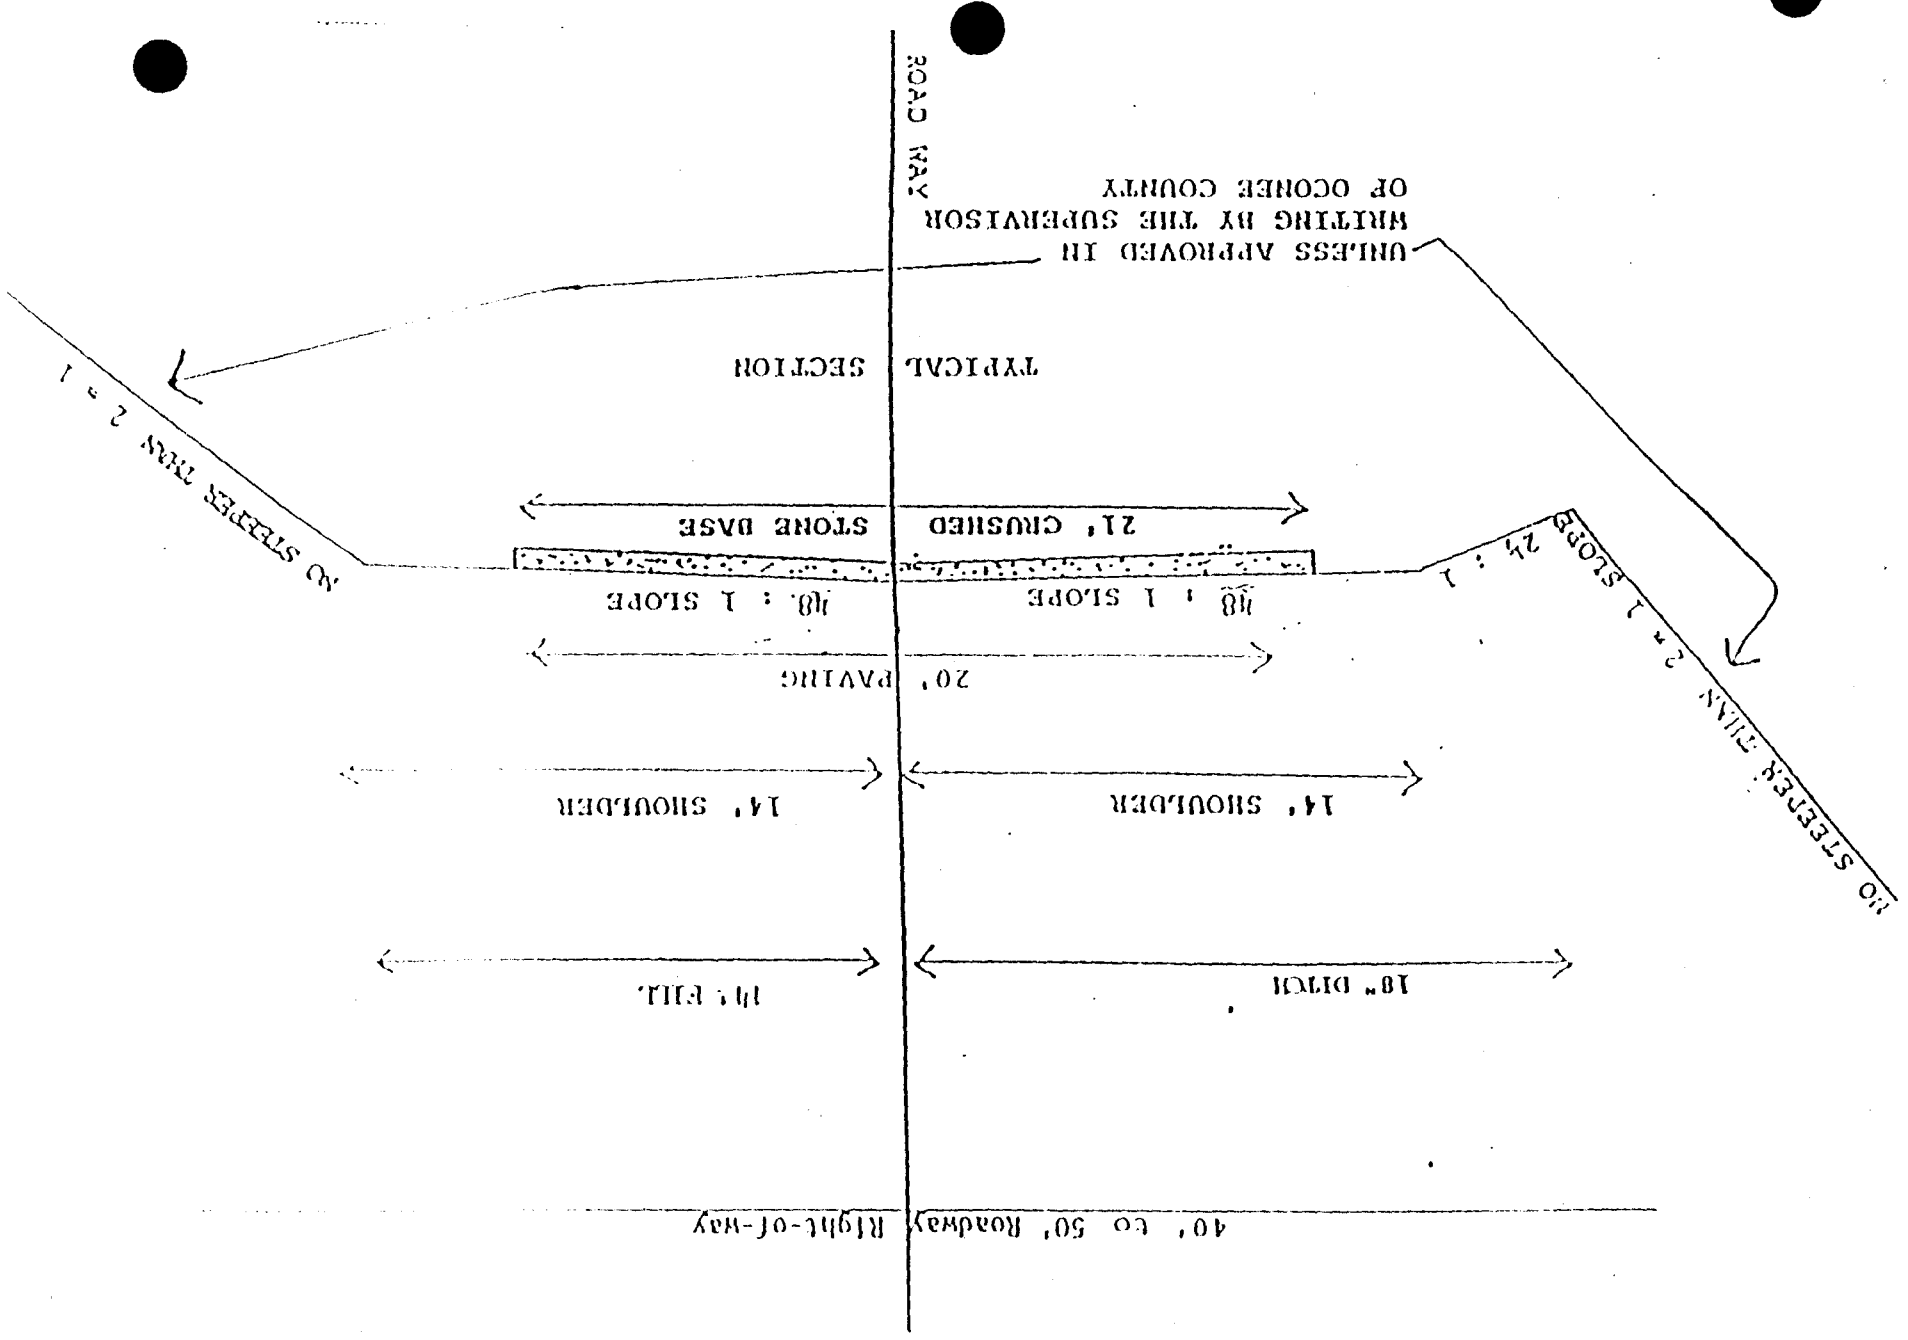 40' to 50' Roadway Right-of-way
18" DITCH
14' FILL
14' SHOULDER
14' SHOULDER
20' PAVING
48 : 1 SLOPE
48 : 1 SLOPE
21' CRUSHED STONE BASE
2½ : 1
NO STEEPER THAN 2 = 1 SLOPE
NO STEEPER THAN 2 = 1
TYPICAL SECTION
UNLESS APPROVED IN
WRITING BY THE SUPERVISOR
OF OCONEE COUNTY
ROAD WAY